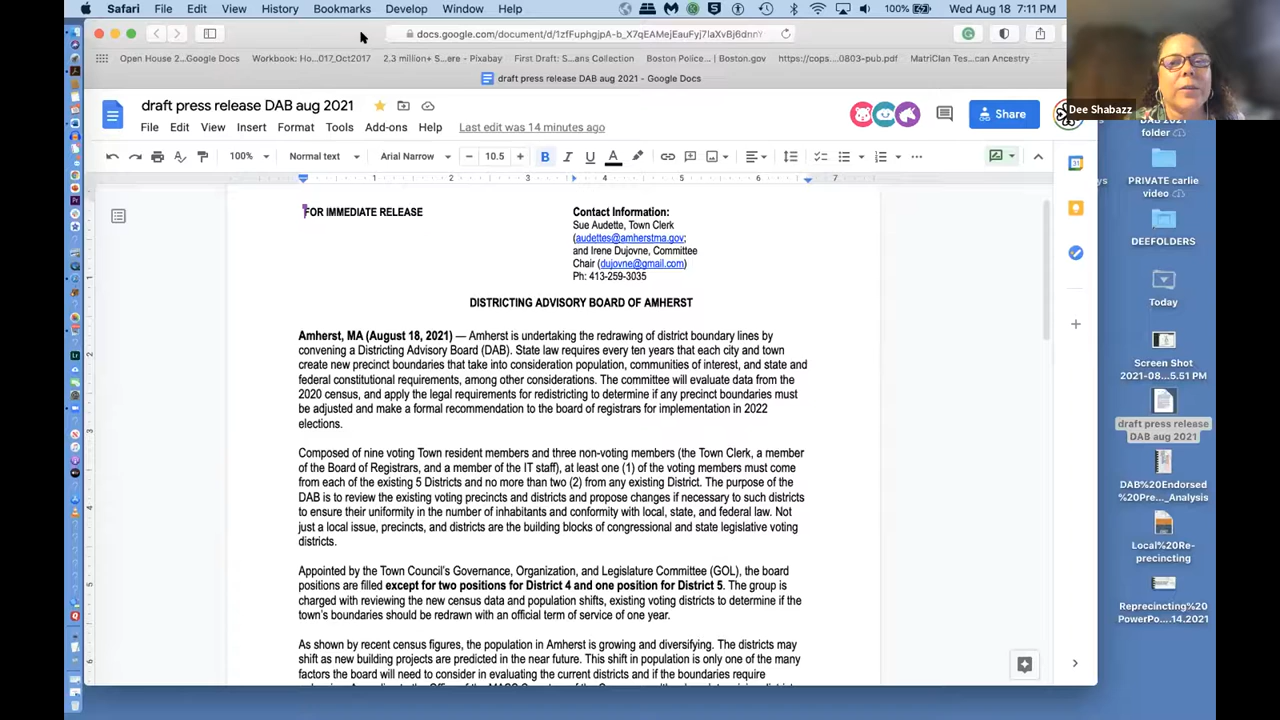 Safari File Edit View History Bookmarks Develop Window Help 100% Wed Aug 18 7:11 PM
docs.google.com/document/d/1zfFuphgjpA-b_X7qEAMejEauFyj7laXvBj6dnnY
Open House 2...YouTube Workbook: Ho...017_Oct2017 2.3 million+ S...ere - Pixabay First Draft: S...ans Collection Boston Police... | Boston.gov https://cops...-0803-pub.pdf MatriClan Tes...can Ancestry
draft press release DAB aug 2021 - Google Docs
Dee Shabazz
draft press release DAB aug 2021
Share
File Edit View Insert Format Tools Add-ons Help Last edit was 14 minutes ago
100% Normal text Arial Narrow 10.5
1 2 3 4 5 6 7
FOR IMMEDIATE RELEASE
Contact Information:
Sue Audette, Town Clerk
(audettes@amherstma.gov;
and Irene Dujovne, Committee
Chair (dujovne@gmail.com)
Ph: 413-259-3035
DISTRICTING ADVISORY BOARD OF AMHERST
Amherst, MA (August 18, 2021) — Amherst is undertaking the redrawing of district boundary lines by
convening a Districting Advisory Board (DAB). State law requires every ten years that each city and town
create new precinct boundaries that take into consideration population, communities of interest, and state and
federal constitutional requirements, among other considerations. The committee will evaluate data from the
2020 census, and apply the legal requirements for redistricting to determine if any precinct boundaries must
be adjusted and make a formal recommendation to the board of registrars for implementation in 2022
elections.
Composed of nine voting Town resident members and three non-voting members (the Town Clerk, a member
of the Board of Registrars, and a member of the IT staff), at least one (1) of the voting members must come
from each of the existing 5 Districts and no more than two (2) from any existing District. The purpose of the
DAB is to review the existing voting precincts and districts and propose changes if necessary to such districts
to ensure their uniformity in the number of inhabitants and conformity with local, state, and federal law. Not
just a local issue, precincts, and districts are the building blocks of congressional and state legislative voting
districts.
Appointed by the Town Council's Governance, Organization, and Legislature Committee (GOL), the board
positions are filled except for two positions for District 4 and one position for District 5. The group is
charged with reviewing the new census data and population shifts, existing voting districts to determine if the
town's boundaries should be redrawn with an official term of service of one year.
As shown by recent census figures, the population in Amherst is growing and diversifying. The districts may
shift as new building projects are predicted in the near future. This shift in population is only one of the many
factors the board will need to consider in evaluating the current districts and if the boundaries require
DAB 2021
folder
PRIVATE carlie
video
DEEFOLDERS
Today
Screen Shot
2021-08...5.51 PM
draft press release
DAB aug 2021
DAB%20Endorsed
%20Pre..._Analysis
Local%20Re-
precincting
Reprecincting%20
PowerPo....14.2021